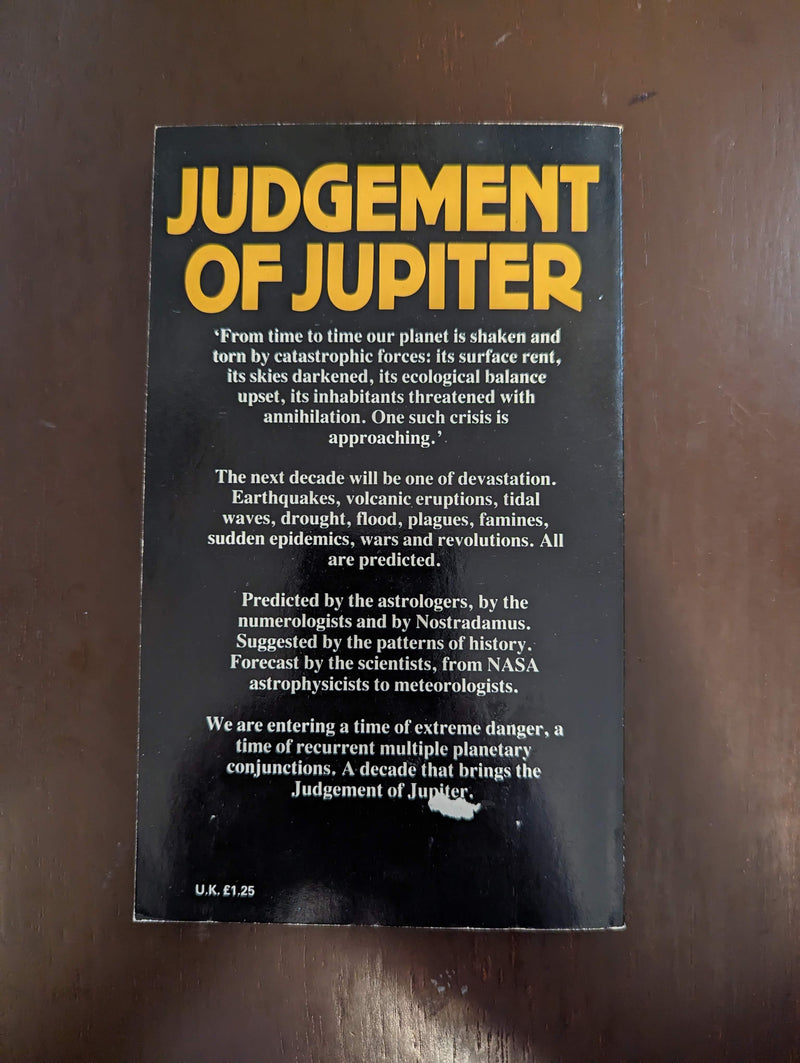 JUDGEMENT
OF JUPITER
‘From time to time our planet is shaken and
torn by catastrophic forces: its surface rent,
its skies darkened, its ecological balance
upset, its inhabitants threatened with
annihilation. One such crisis is
approaching.’
The next decade will be one of devastation.
Earthquakes, volcanic eruptions, tidal
waves, drought, flood, plagues, famines,
sudden epidemics, wars and revolutions. All
are predicted.
Predicted by the astrologers, by the
numerologists and by Nostradamus.
Suggested by the patterns of history.
Forecast by the scientists, from NASA
astrophysicists to meteorologists.
We are entering a time of extreme danger, a
time of recurrent multiple planetary
conjunctions. A decade that brings the
Judgement of Jupiter.
U.K. £1.25